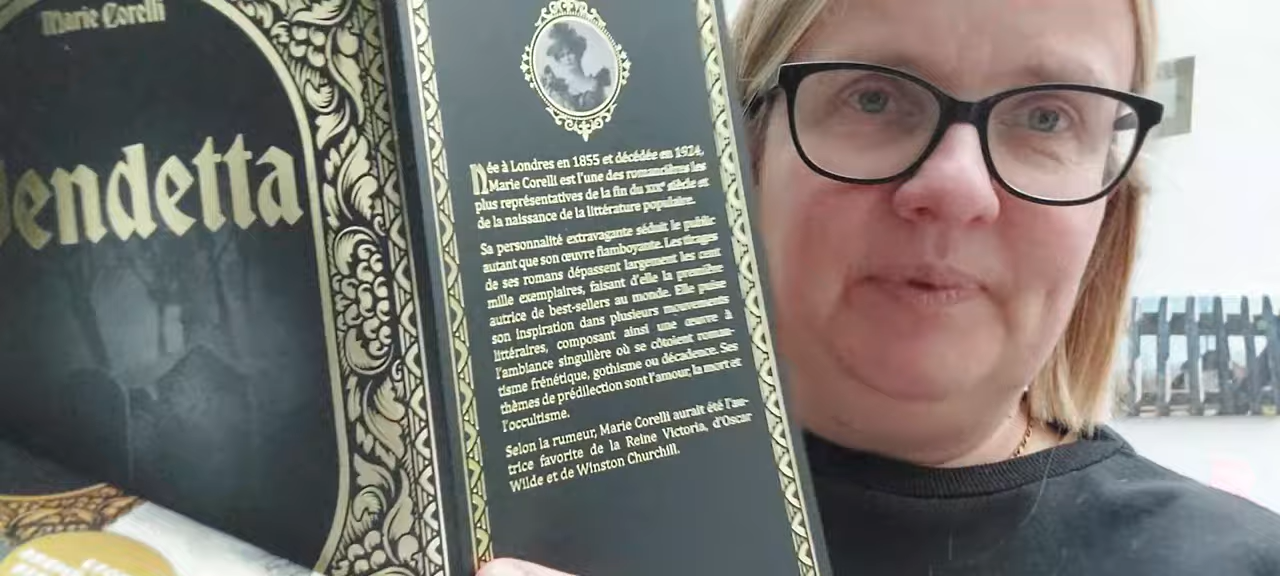 Marie Corelli
Vendetta
Née à Londres en 1855 et décédée en 1924,
Marie Corelli est l'une des romancières les
plus représentatives de la fin du XIXe siècle et
de la naissance de la littérature populaire.
Sa personnalité extravagante séduit le public
autant que son œuvre flamboyante. Les tirages
de ses romans dépassent largement les cent
mille exemplaires, faisant d'elle la première
autrice de best-sellers au monde. Elle puise
son inspiration dans plusieurs mouvements
littéraires, composant ainsi une œuvre à
l'ambiance singulière où se côtoient roman-
tisme frénétique, gothisme ou décadence. Ses
thèmes de prédilection sont l'amour, la mort et
l'occultisme.
Selon la rumeur, Marie Corelli aurait été l'au-
trice favorite de la Reine Victoria, d'Oscar
Wilde et de Winston Churchill.